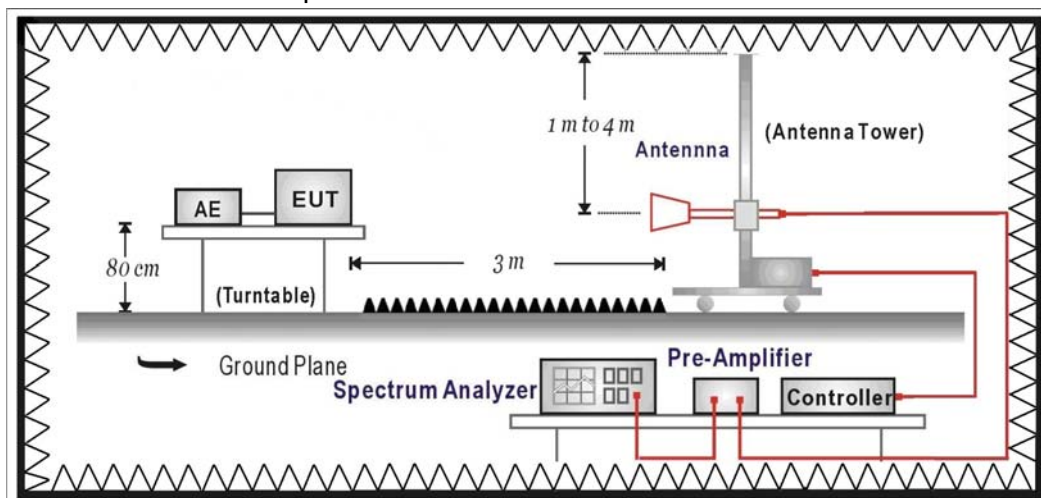 1 m to 4 m
(Antenna Tower)
Antennna
AE
EUT
80 cm
3 m
(Turntable)
Ground Plane
Pre-Amplifier
Spectrum Analyzer
Controller